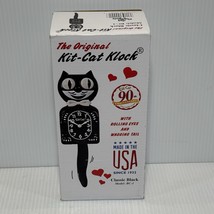 The Original
Kit-Cat Klock®
90
WITH
ROLLING EYES AND
WAGGING TAIL
MADE IN THE
USA
SINCE 1932
Classic Black